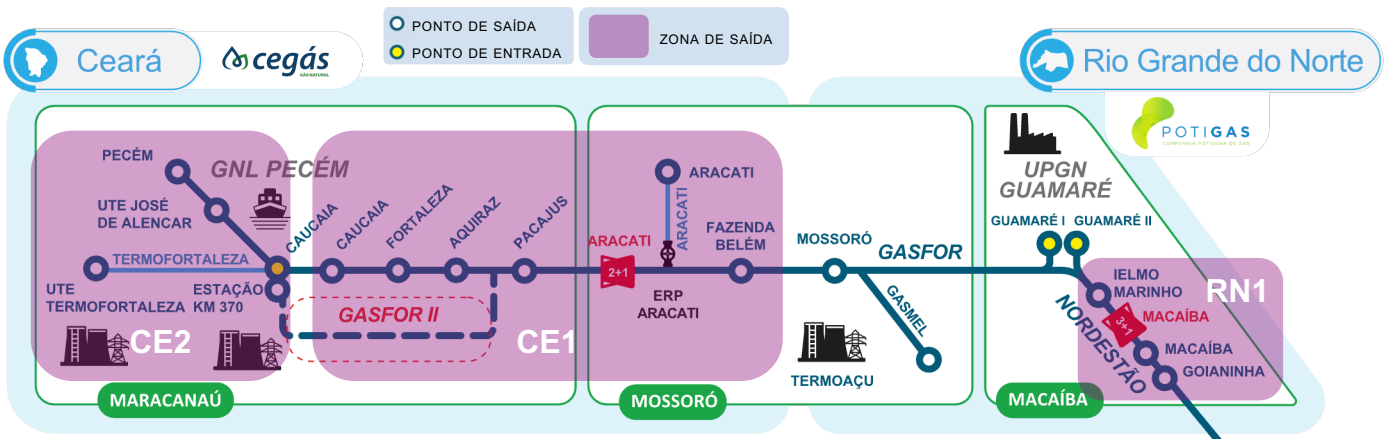 PONTO DE SAÍDA
PONTO DE ENTRADA
ZONA DE SAÍDA
Ceará
cegás
GÁS NATURAL
Rio Grande do Norte
POTIGAS
COMPANHIA POTIGUAR DE GÁS
PECÉM
GNL PECÉM
UTE JOSÉ
DE ALENCAR
CAUCAIA
TERMOFORTALEZA
UTE
TERMOFORTALEZA
ESTAÇÃO
KM 370
CE2
CAUCAIA
FORTALEZA
AQUIRAZ
PACAJUS
GASFOR II
CE1
MARACANAÚ
ARACATI
2+1
ARACATI
ARACATI
ERP
ARACATI
FAZENDA
BELÉM
MOSSORÓ
MOSSORÓ
GASFOR
GASMEL
TERMOAÇU
UPGN
GUAMARÉ
GUAMARÉ I
GUAMARÉ II
IELMO
MARINHO
RN1
NORDESTÃO
3+1
MACAÍBA
MACAÍBA
GOIANINHA
MACAÍBA